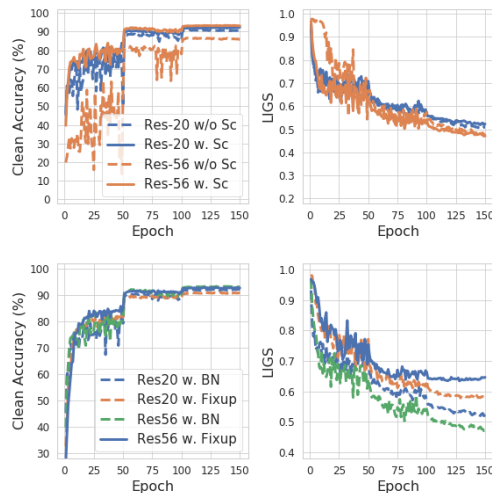 Clean Accuracy (%)
100
90
80
70
60
50
40
30
20
10
0
Res-20 w/o Sc
Res-20 w. Sc
Res-56 w/o Sc
Res-56 w. Sc
0 25 50 75 100 125 150
Epoch
LIGS
1.0
0.9
0.8
0.7
0.6
0.5
0.4
0.3
0.2
0 25 50 75 100 125 150
Epoch
Clean Accuracy (%)
100
90
80
70
60
50
40
30
Res20 w. BN
Res20 w. Fixup
Res56 w. BN
Res56 w. Fixup
0 25 50 75 100 125 150
Epoch
LIGS
1.0
0.9
0.8
0.7
0.6
0.5
0.4
0 25 50 75 100 125 150
Epoch